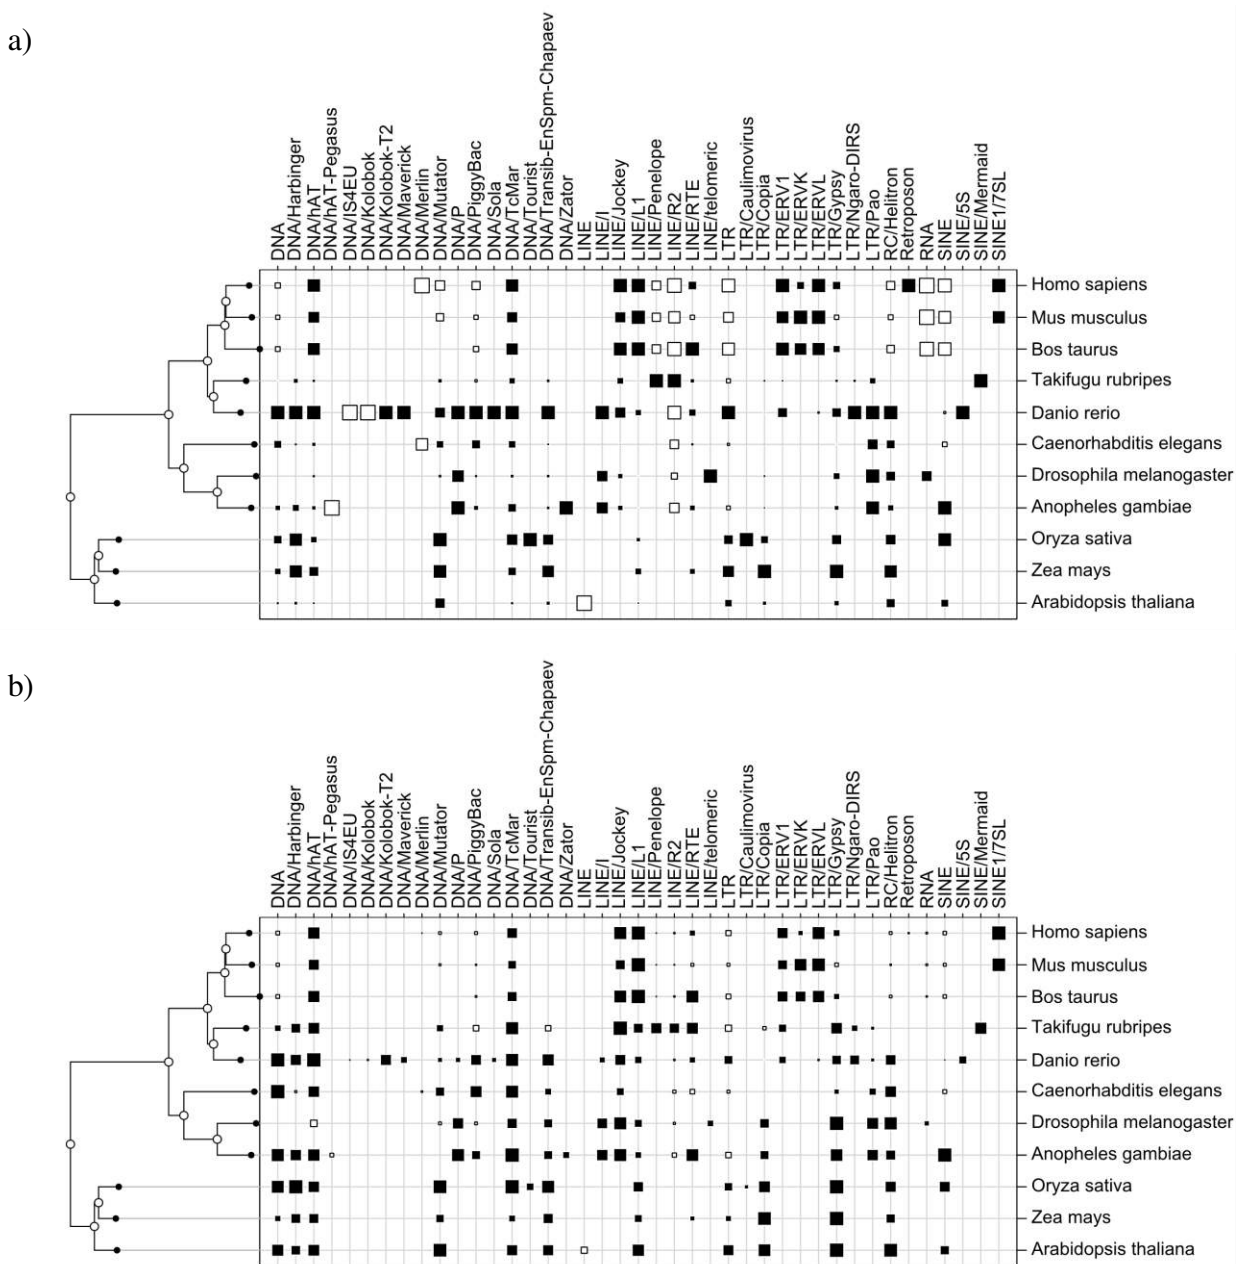 a)
DNA
DNA/Harbinger
DNA/hAT
DNA/hAT-Pegasus
DNA/IS4EU
DNA/Kolobok
DNA/Kolobok-T2
DNA/Maverick
DNA/Merlin
DNA/Mutator
DNA/P
DNA/PiggyBac
DNA/Sola
DNA/TcMar
DNA/Tourist
DNA/Transib-EnSpm-Chapaev
DNA/Zator
LINE
LINE/I
LINE/Jockey
LINE/L1
LINE/Penelope
LINE/R2
LINE/RTE
LINE/telomeric
LTR
LTR/Caulimovirus
LTR/Copia
LTR/ERV1
LTR/ERVK
LTR/ERVL
LTR/Gypsy
LTR/Ngaro-DIRS
LTR/Pao
RC/Helitron
Retroposon
RNA
SINE
SINE/5S
SINE/Mermaid
SINE1/7SL
Homo sapiens
Mus musculus
Bos taurus
Takifugu rubripes
Danio rerio
Caenorhabditis elegans
Drosophila melanogaster
Anopheles gambiae
Oryza sativa
Zea mays
Arabidopsis thaliana
b)
DNA
DNA/Harbinger
DNA/hAT
DNA/hAT-Pegasus
DNA/IS4EU
DNA/Kolobok
DNA/Kolobok-T2
DNA/Maverick
DNA/Merlin
DNA/Mutator
DNA/P
DNA/PiggyBac
DNA/Sola
DNA/TcMar
DNA/Tourist
DNA/Transib-EnSpm-Chapaev
DNA/Zator
LINE
LINE/I
LINE/Jockey
LINE/L1
LINE/Penelope
LINE/R2
LINE/RTE
LINE/telomeric
LTR
LTR/Caulimovirus
LTR/Copia
LTR/ERV1
LTR/ERVK
LTR/ERVL
LTR/Gypsy
LTR/Ngaro-DIRS
LTR/Pao
RC/Helitron
Retroposon
RNA
SINE
SINE/5S
SINE/Mermaid
SINE1/7SL
Homo sapiens
Mus musculus
Bos taurus
Takifugu rubripes
Danio rerio
Caenorhabditis elegans
Drosophila melanogaster
Anopheles gambiae
Oryza sativa
Zea mays
Arabidopsis thaliana